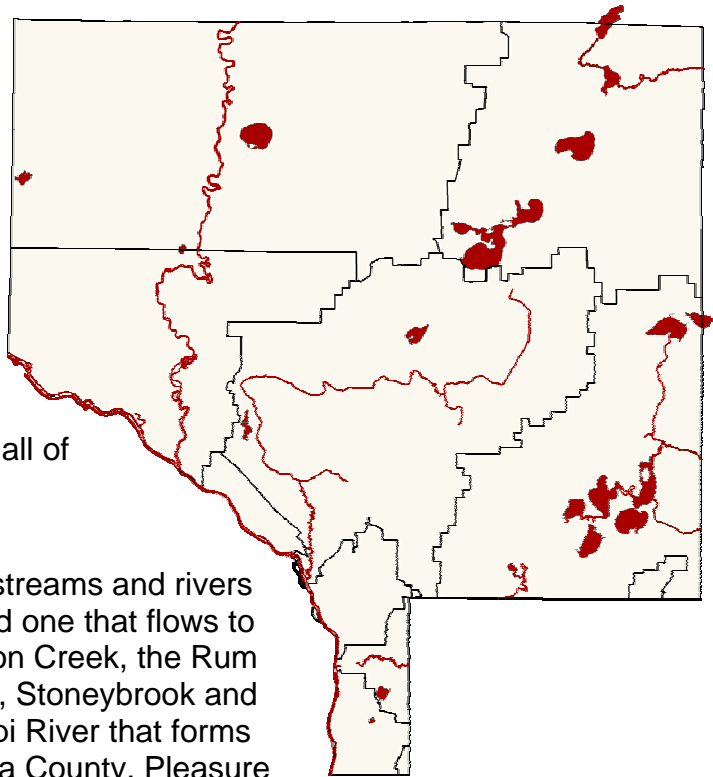 all of
streams and rivers
d one that flows to
on Creek, the Rum
, Stoneybrook and
oi River that forms
a County. Pleasure